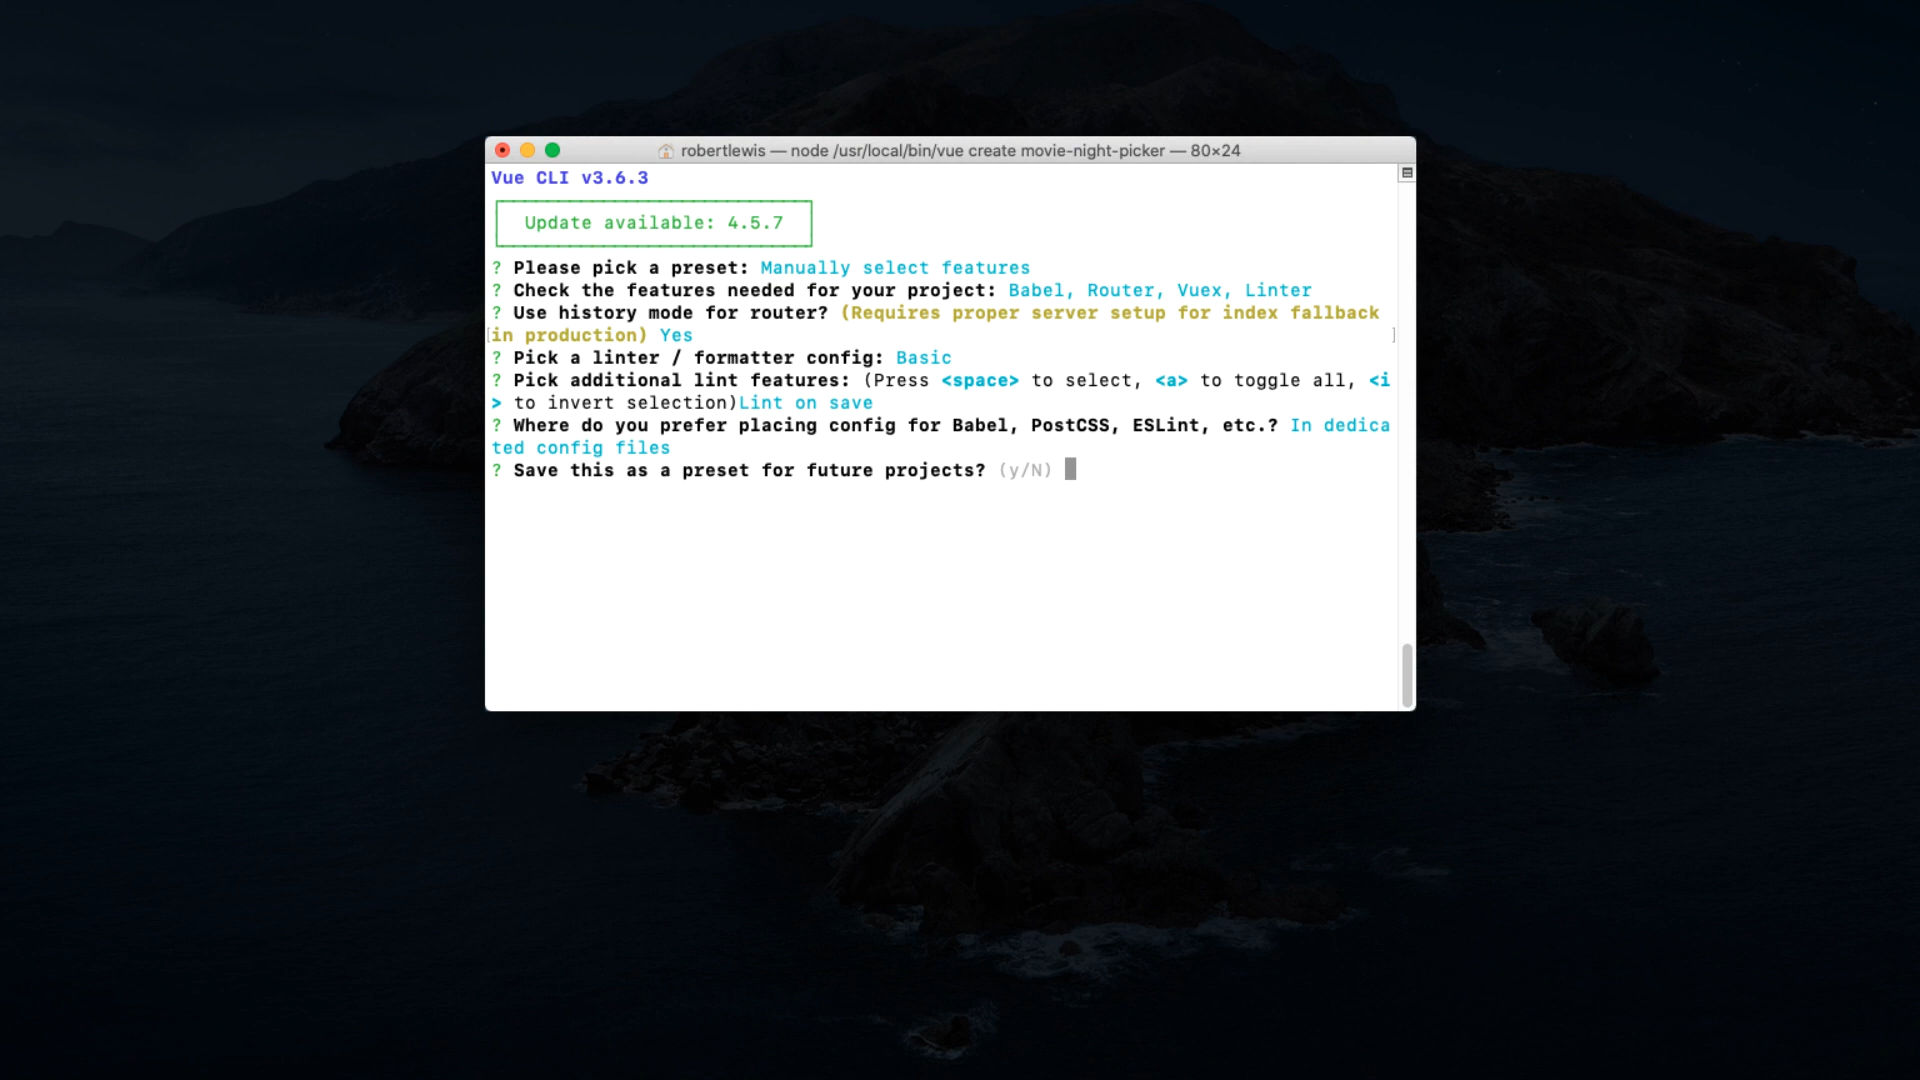 robertlewis — node /usr/local/bin/vue create movie-night-picker — 80×24
Vue CLI v3.6.3
Update available: 4.5.7
? Please pick a preset: Manually select features
? Check the features needed for your project: Babel, Router, Vuex, Linter
? Use history mode for router? (Requires proper server setup for index fallback
in production) Yes
? Pick a linter / formatter config: Basic
? Pick additional lint features: (Press <space> to select, <a> to toggle all, <i
> to invert selection)Lint on save
? Where do you prefer placing config for Babel, PostCSS, ESLint, etc.? In dedica
ted config files
? Save this as a preset for future projects? (y/N)